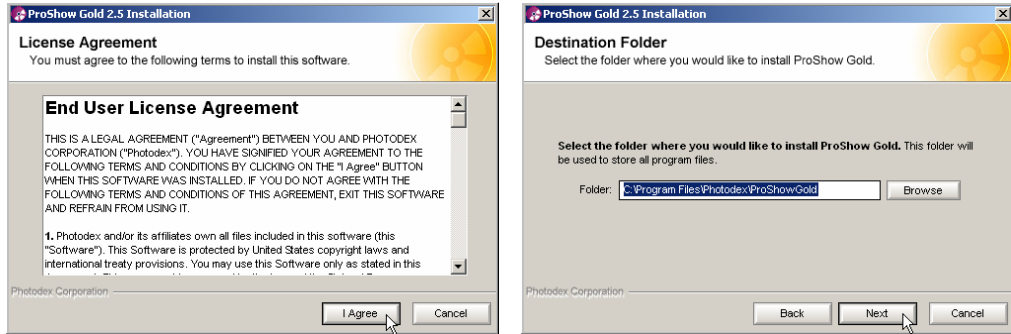 ProShow Gold 2.5 Installation
License Agreement
You must agree to the following terms to install this software.
End User License Agreement
THIS IS A LEGAL AGREEMENT ("Agreement") BETWEEN YOU AND PHOTODEX
CORPORATION ("Photodex"). YOU HAVE SIGNIFIED YOUR AGREEMENT TO THE
FOLLOWING TERMS AND CONDITIONS BY CLICKING ON THE "I Agree" BUTTON
WHEN THIS SOFTWARE WAS INSTALLED. IF YOU DO NOT AGREE WITH THE
FOLLOWING TERMS AND CONDITIONS OF THIS AGREEMENT, EXIT THIS SOFTWARE
AND REFRAIN FROM USING IT.
1. Photodex and/or its affiliates own all files included in this software (this
"Software"). This Software is protected by United States copyright laws and
international treaty provisions. You may use this Software only as stated in this
Photodex Corporation
I Agree
Cancel
ProShow Gold 2.5 Installation
Destination Folder
Select the folder where you would like to install ProShow Gold.
Select the folder where you would like to install ProShow Gold. This folder will
be used to store all program files.
Folder: C:\Program Files\Photodex\ProShowGold Browse
Photodex Corporation
Back
Next
Cancel